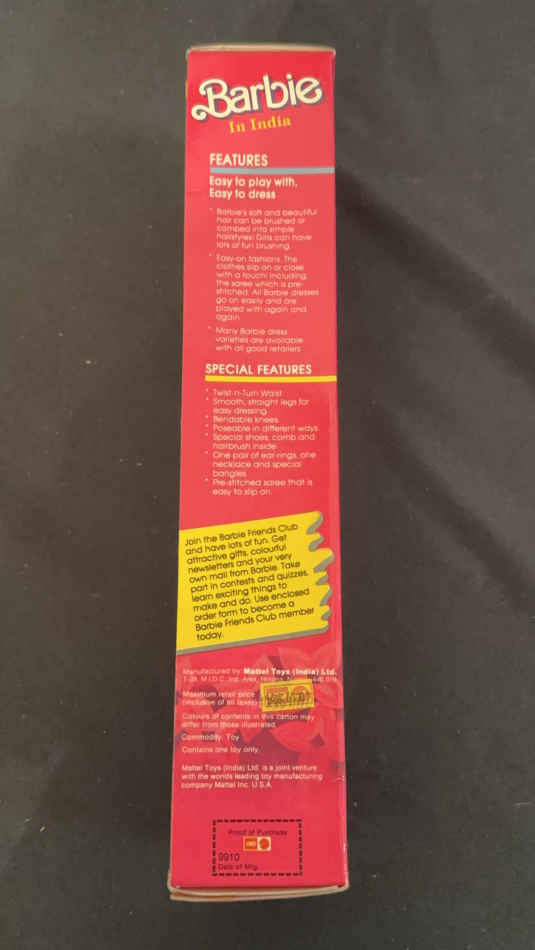 Barbie
In India
FEATURES
Easy to play with,
Easy to dress
* Barbie's soft and beautiful
hair can be brushed or
combed into simple
hairstyles! Girls can have
lots of fun brushing.
* Easy-on fashions. The
clothes slip on or close
with a touch! Including
the saree which is pre-
stitched. All Barbie dresses
go on easily and are
played with again and
again.
* Many Barbie dress
varieties are available
with all good retailers.
SPECIAL FEATURES
* Twist-n-Turn Waist
* Smooth, straight legs for
easy dressing.
* Bendable knees.
* Poseable in different ways.
* Special shoes, comb and
hairbrush inside.
* One pair of ear-rings, one
necklace and special
bangles.
* Pre-stitched saree that is
easy to slip on.
Join the Barbie Friends Club
and have lots of fun. Get
attractive gifts, colourful
newsletters and your very
own mail from Barbie. Take
part in contests and quizzes,
learn exciting things to
make and do. Use enclosed
order form to become a
Barbie Friends Club member
today.
Manufactured by: Mattel Toys (India) Ltd.
M.I.D.C. Ind. Area,
Maximum retail price
(inclusive of all taxes)
Colours of contents in this carton may
differ from those illustrated.
Commodity: Toy
Contains one toy only.
Mattel Toys (India) Ltd. is a joint venture
with the worlds leading toy manufacturing
company Mattel Inc. U.S.A.
Proof of Purchase
9910
Date of Mfg.